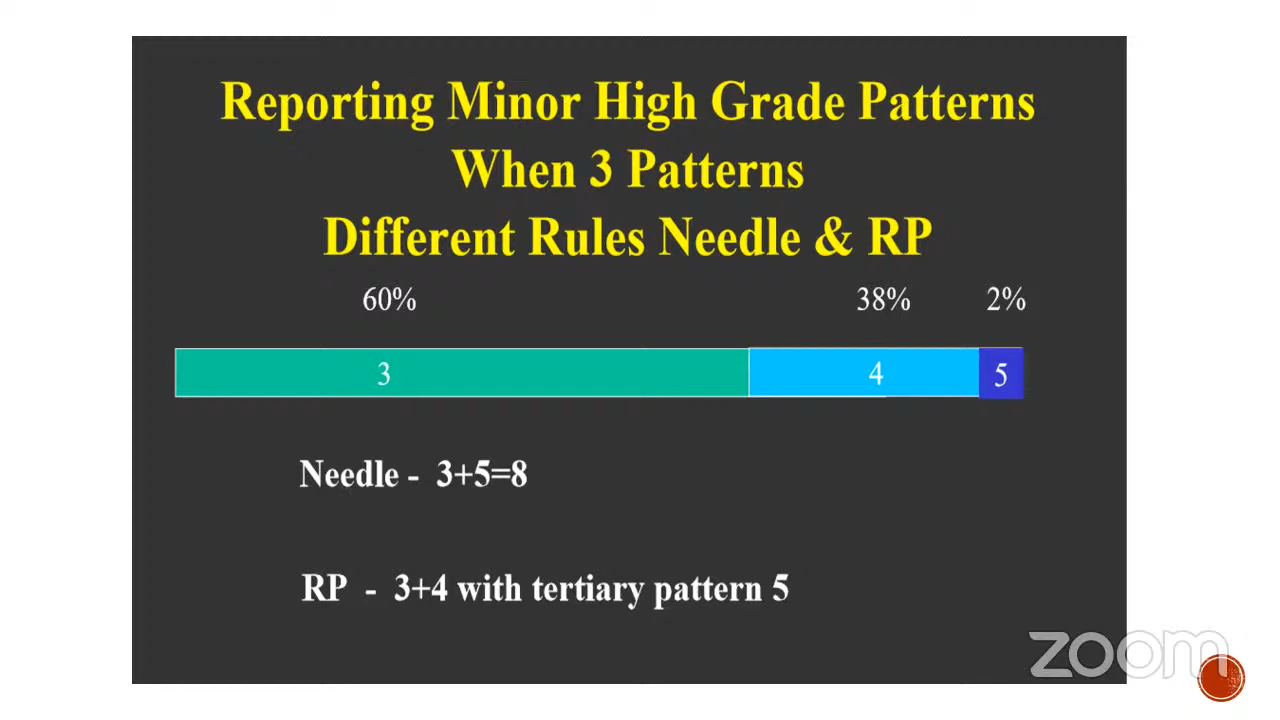 Reporting Minor High Grade Patterns
When 3 Patterns
Different Rules Needle & RP
60% 38% 2%
3 4 5
Needle - 3+5=8
RP - 3+4 with tertiary pattern 5
zoom